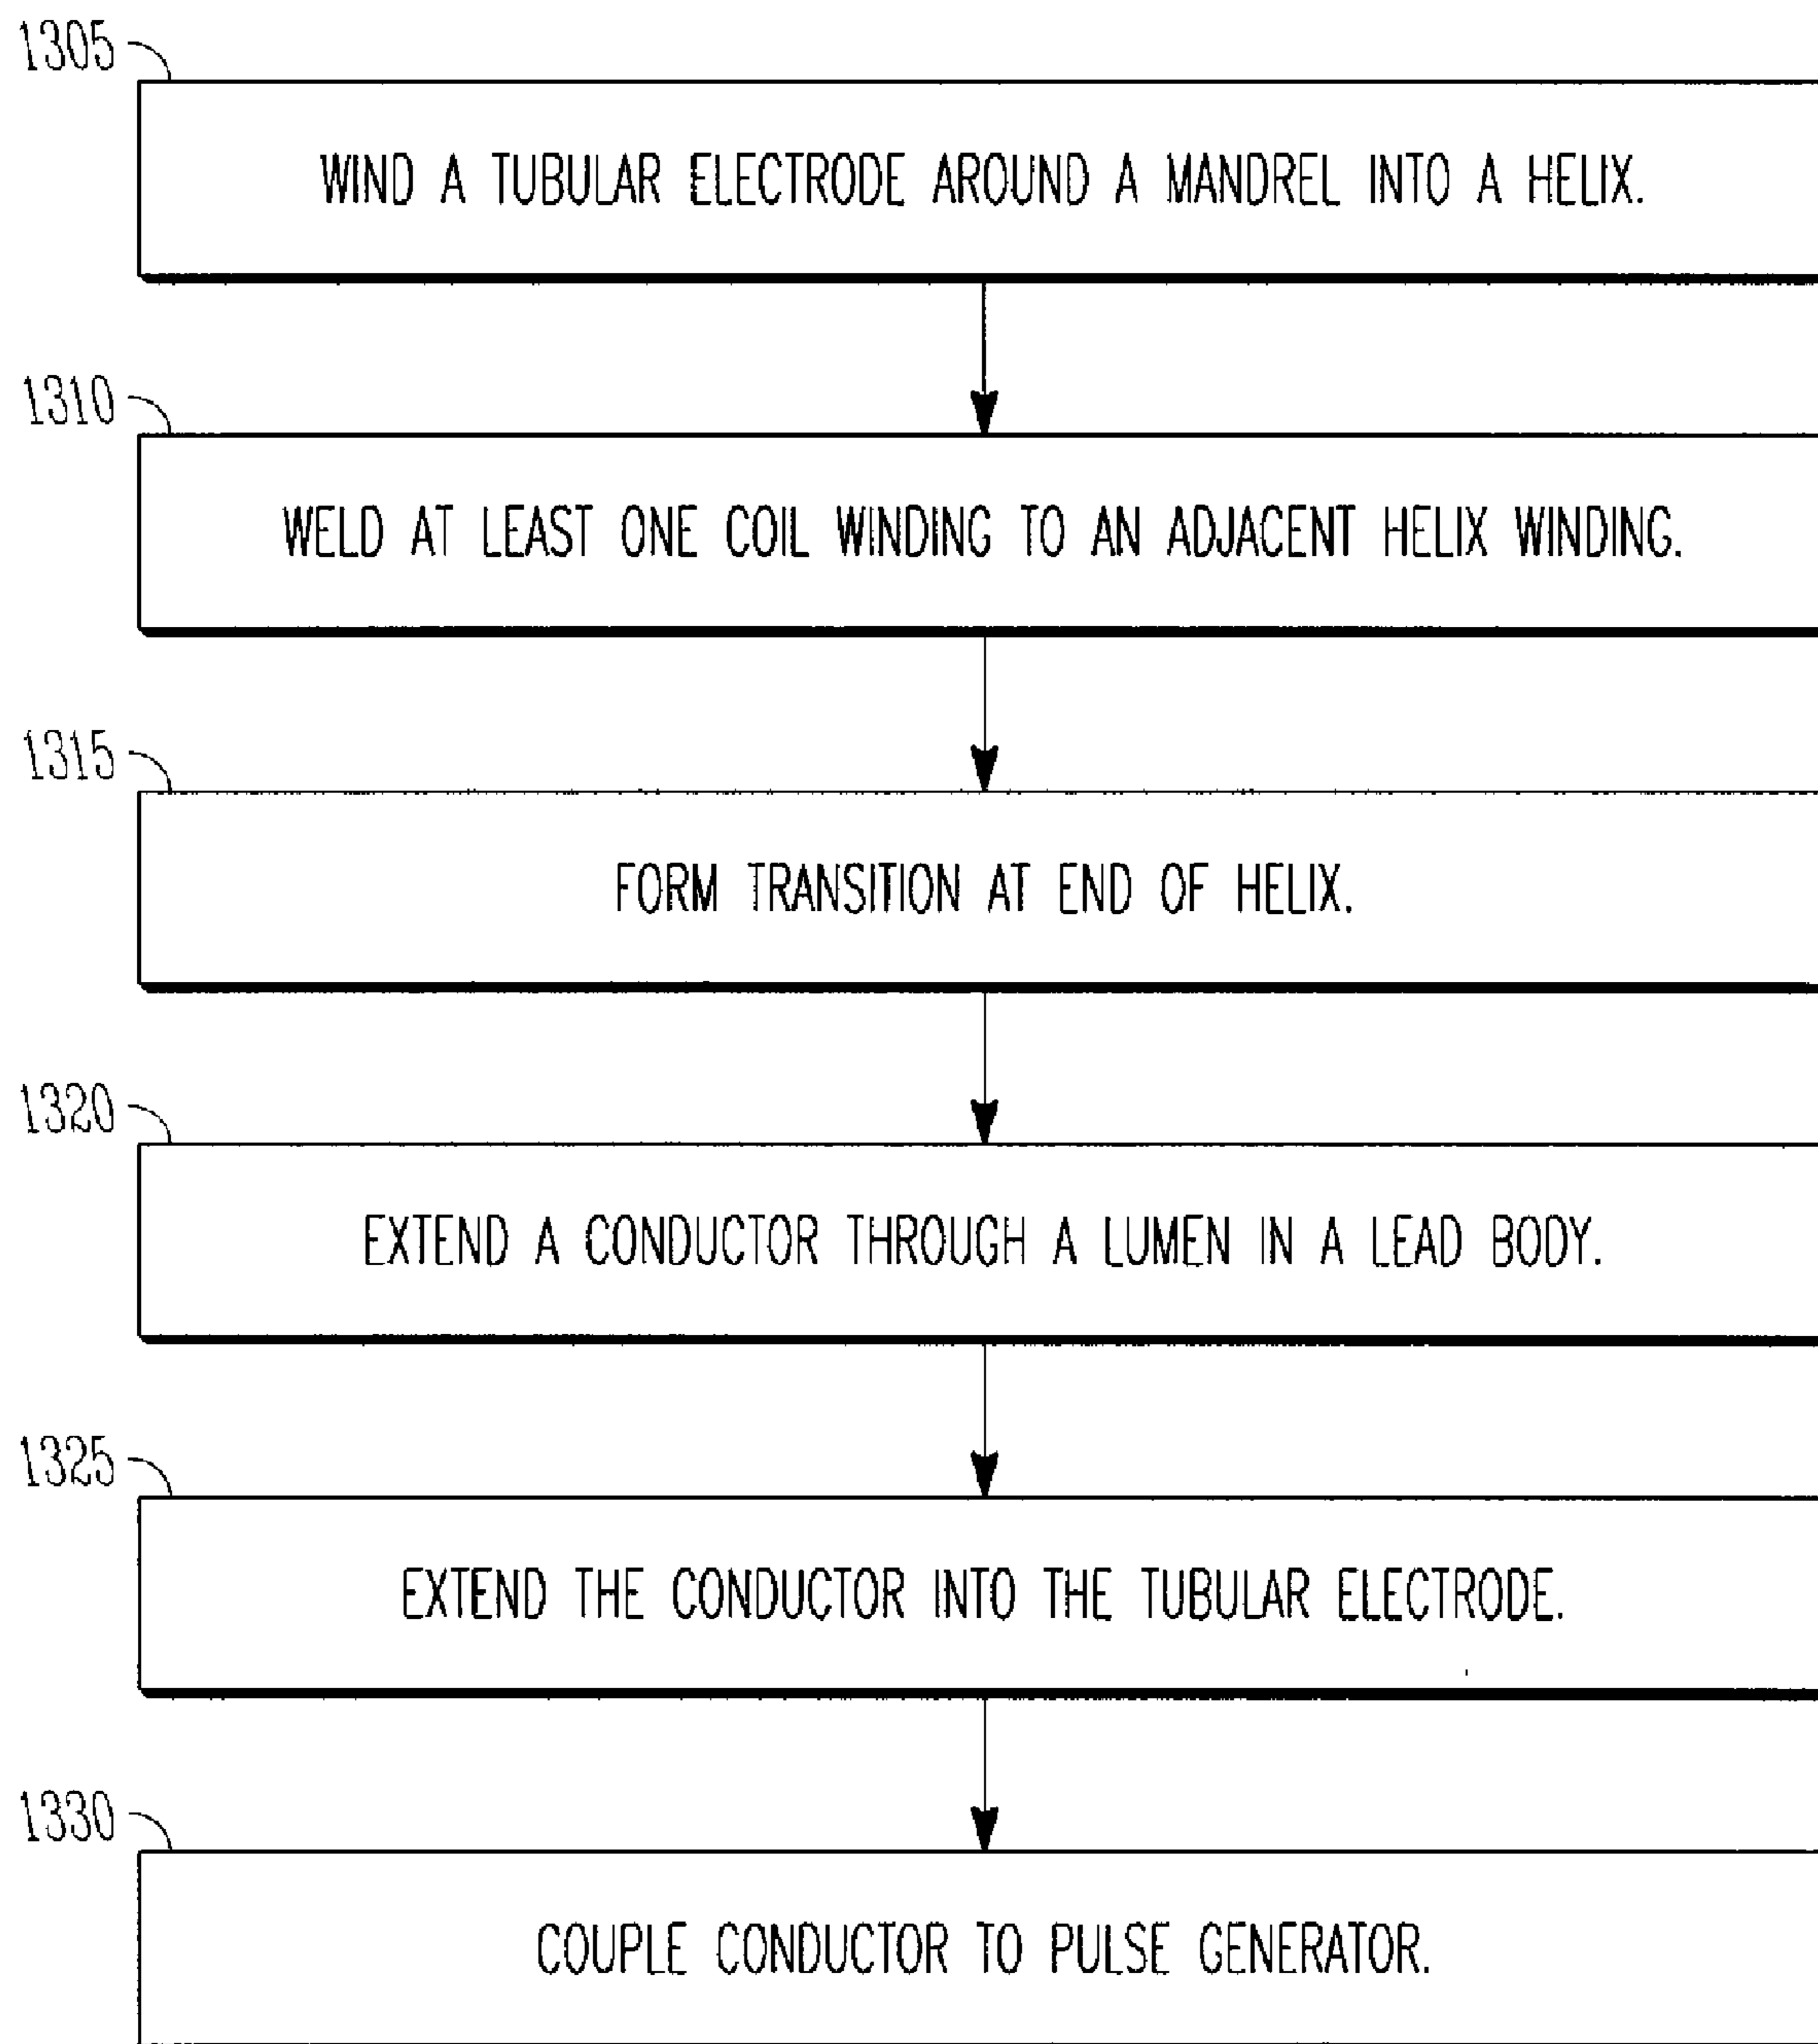 1305
WIND A TUBULAR ELECTRODE AROUND A MANDREL INTO A HELIX.
1310
WELD AT LEAST ONE COIL WINDING TO AN ADJACENT HELIX WINDING.
1315
FORM TRANSITION AT END OF HELIX.
1320
EXTEND A CONDUCTOR THROUGH A LUMEN IN A LEAD BODY.
1325
EXTEND THE CONDUCTOR INTO THE TUBULAR ELECTRODE.
1330
COUPLE CONDUCTOR TO PULSE GENERATOR.